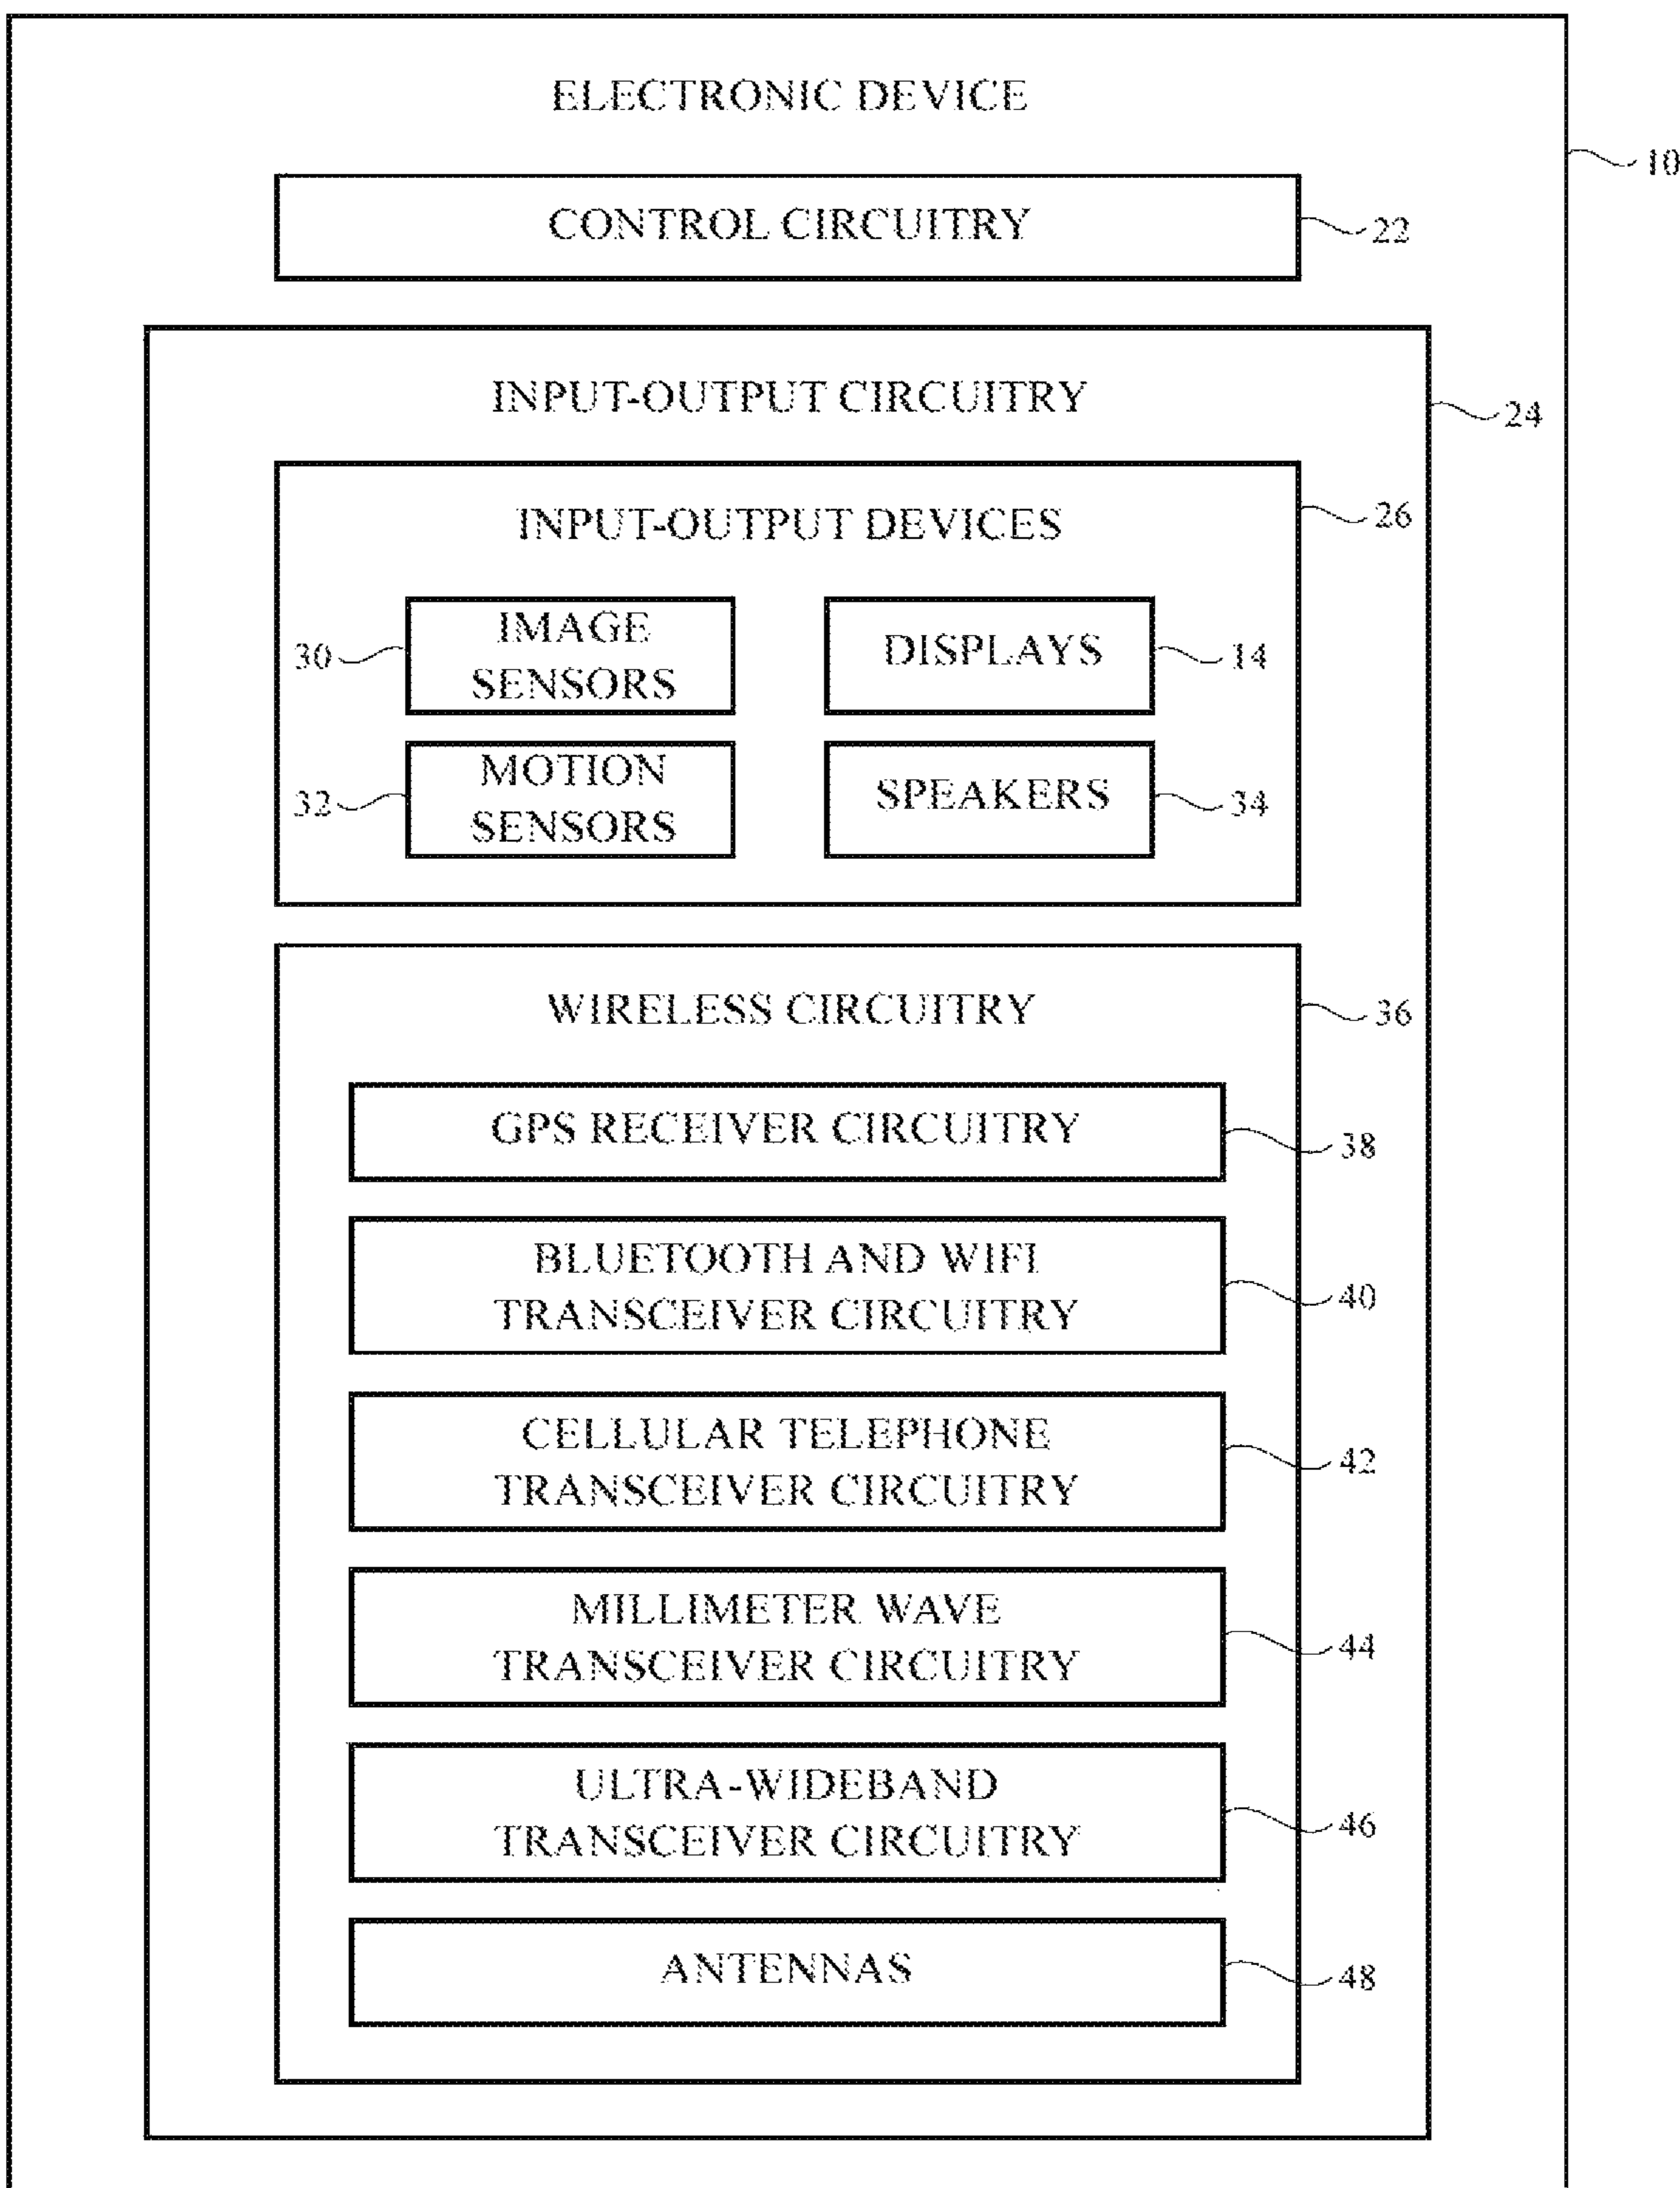 ELECTRONIC DEVICE
10
CONTROL CIRCUITRY
22
INPUT-OUTPUT CIRCUITRY
24
INPUT-OUTPUT DEVICES
26
30
IMAGE
SENSORS
DISPLAYS
14
32
MOTION
SENSORS
SPEAKERS
34
WIRELESS CIRCUITRY
36
GPS RECEIVER CIRCUITRY
38
BLUETOOTH AND WIFI
TRANSCEIVER CIRCUITRY
40
CELLULAR TELEPHONE
TRANSCEIVER CIRCUITRY
42
MILLIMETER WAVE
TRANSCEIVER CIRCUITRY
44
ULTRA-WIDEBAND
TRANSCEIVER CIRCUITRY
46
ANTENNAS
48